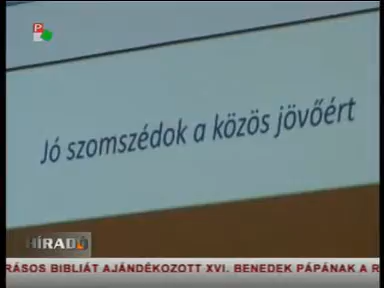 P
Jó szomszédok a közös jövőért
HÍRADÓ
RÁSOS BIBLIÁT AJÁNDÉKOZOTT XVI. BENEDEK PÁPÁNAK A R